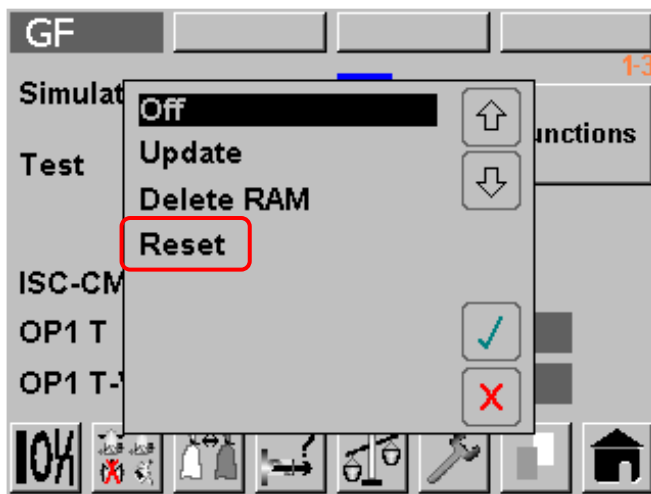 GF
1-3
Simulat
Off
unctions
Update
Test
Delete RAM
Reset
ISC-CM
OP1 T
OP1 T-